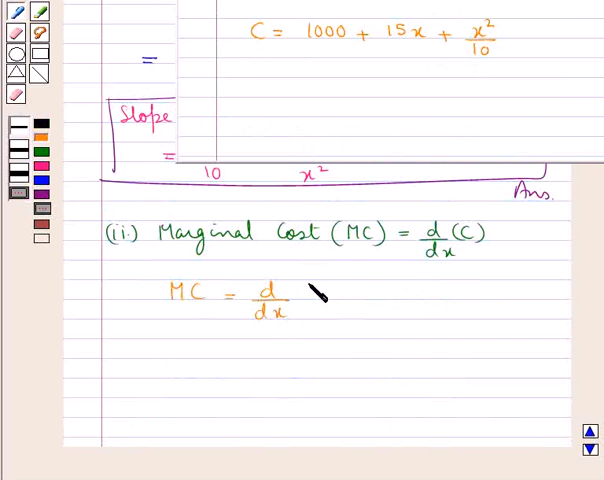 C = 1000 + 15x + x²/10
=
Slope
=
10 x²
Ans.
(ii) Marginal Cost (MC) = d/dx (C)
MC = d/dx